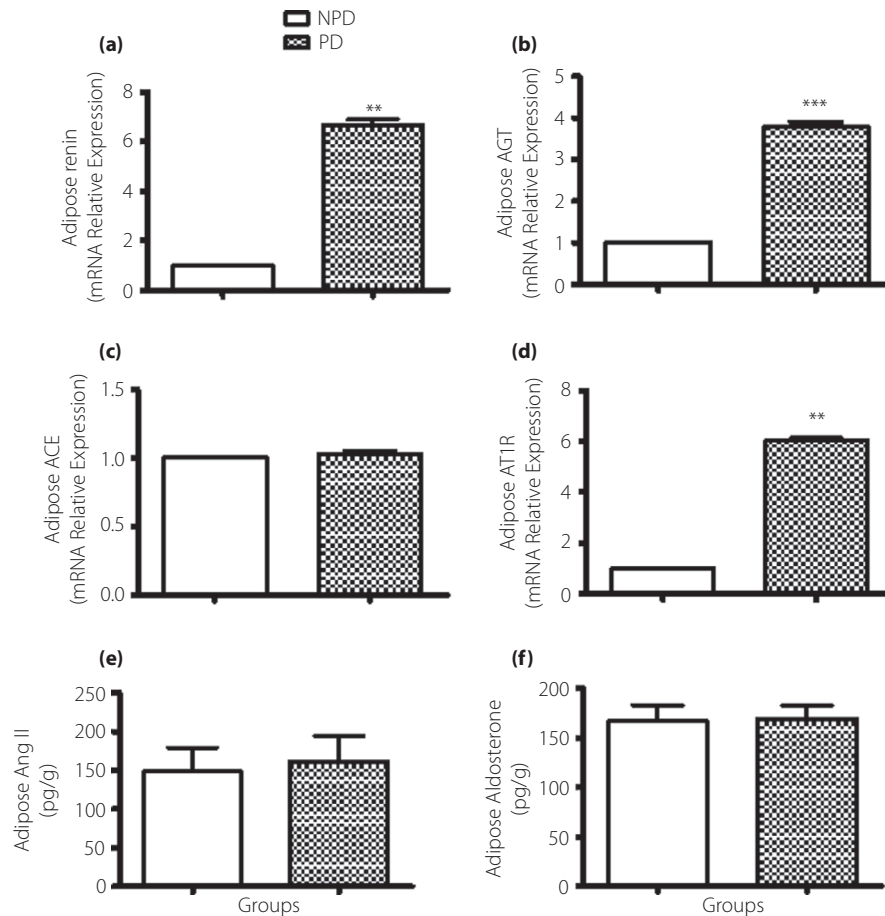 NPD
PD
(a)
Adipose renin
(mRNA Relative Expression)
8
6
4
2
0
**
(b)
Adipose AGT
(mRNA Relative Expression)
5
4
3
2
1
0
***
(c)
Adipose ACE
(mRNA Relative Expression)
1.5
1.0
0.5
0.0
(d)
Adipose AT1R
(mRNA Relative Expression)
8
6
4
2
0
**
(e)
Adipose Ang II
(pg/g)
250
200
150
100
50
0
Groups
(f)
Adipose Aldosterone
(pg/g)
200
150
100
50
0
Groups